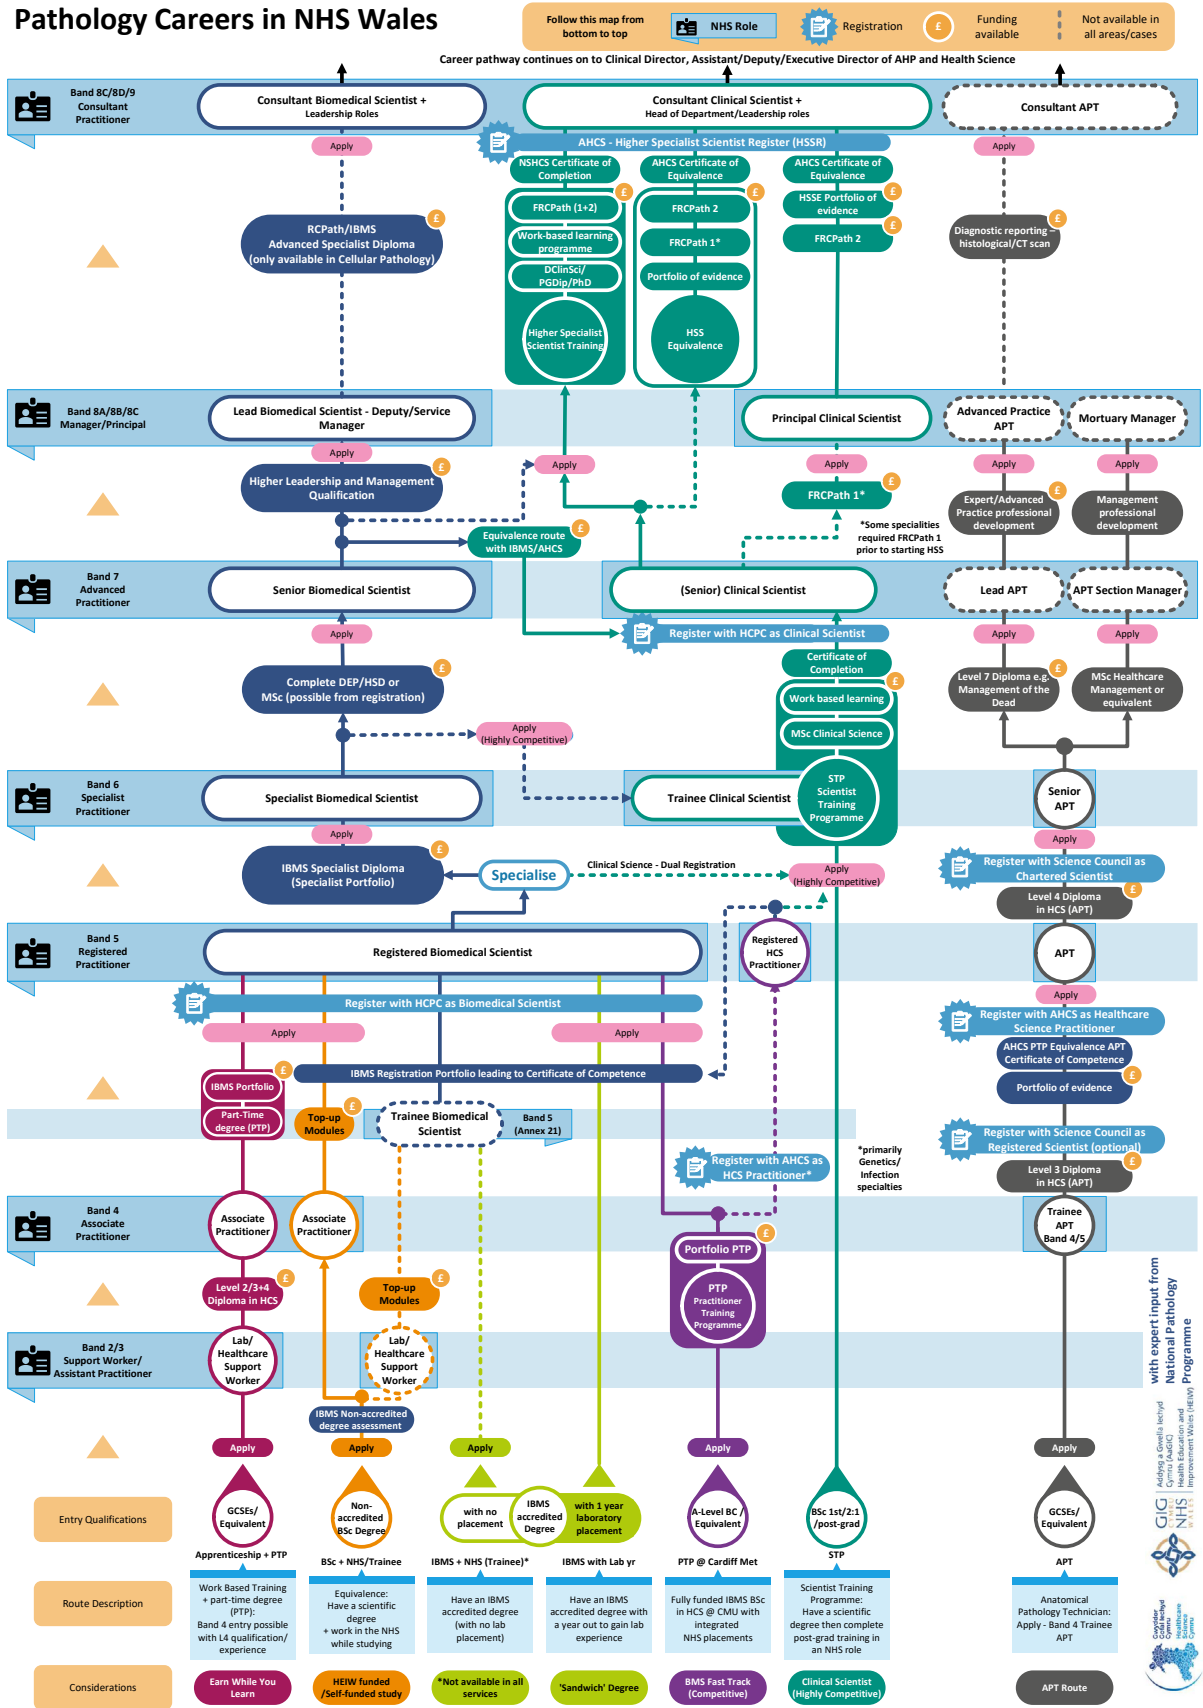 Pathology Careers in NHS Wales
Follow this map from
bottom to top
NHS Role
Registration
£
Funding
available
Not available in
all areas/cases
Career pathway continues on to Clinical Director, Assistant/Deputy/Executive Director of AHP and Health Science
Band 8C/8D/9
Consultant
Practitioner
Consultant Biomedical Scientist +
Leadership Roles
Consultant Clinical Scientist +
Head of Department/Leadership roles
Consultant APT
Apply
AHCS - Higher Specialist Scientist Register (HSSR)
Apply
NSHCS Certificate of
Completion
AHCS Certificate of
Equivalence
AHCS Certificate of
Equivalence
£
FRCPath (1+2)
Work-based learning
programme
DClinSci/
PGDip/PhD
Higher Specialist
Scientist Training
£
FRCPath 2
FRCPath 1*
Portfolio of evidence
HSS
Equivalence
HSSE Portfolio of
evidence
£
FRCPath 2
£
RCPath/IBMS
Advanced Specialist Diploma
(only available in Cellular Pathology)
£
Diagnostic reporting –
histological/CT scan
£
Band 8A/8B/8C
Manager/Principal
Lead Biomedical Scientist - Deputy/Service
Manager
Principal Clinical Scientist
Advanced Practice
APT
Mortuary Manager
Apply
Apply
Apply
Apply
Apply
Higher Leadership and Management
Qualification
£
FRCPath 1*
£
Expert/Advanced
Practice professional
development
£
Management
professional
development
Equivalence route
with IBMS/AHCS
£
*Some specialities
required FRCPath 1
prior to starting HSS
Band 7
Advanced
Practitioner
Senior Biomedical Scientist
(Senior) Clinical Scientist
Lead APT
APT Section Manager
Apply
Register with HCPC as Clinical Scientist
Apply
Apply
Certificate of
Completion
Complete DEP/HSD or
MSc (possible from registration)
£
£
Work based learning
MSc Clinical Science
Level 7 Diploma e.g.
Management of the
Dead
£
MSc Healthcare
Management or
equivalent
Apply
(Highly Competitive)
Band 6
Specialist
Practitioner
Specialist Biomedical Scientist
Trainee Clinical Scientist
STP
Scientist
Training
Programme
Senior
APT
Apply
Apply
IBMS Specialist Diploma
(Specialist Portfolio)
£
Specialise
Clinical Science - Dual Registration
Apply
(Highly Competitive)
Register with Science Council as
Chartered Scientist
Level 4 Diploma
in HCS (APT)
£
Band 5
Registered
Practitioner
Registered Biomedical Scientist
Registered
HCS
Practitioner
APT
Apply
Register with HCPC as Biomedical Scientist
Register with AHCS as Healthcare
Science Practitioner
Apply
Apply
AHCS PTP Equivalence APT
Certificate of Competence
IBMS Registration Portfolio leading to Certificate of Competence
Portfolio of evidence
£
£
IBMS Portfolio
Part-Time
degree (PTP)
Top-up
Modules
£
Trainee Biomedical
Scientist
Band 5
(Annex 21)
Register with Science Council as
Registered Scientist (optional)
Register with AHCS as
HCS Practitioner*
*primarily
Genetics/
Infection
specialties
Level 3 Diploma
in HCS (APT)
£
Band 4
Associate
Practitioner
Associate
Practitioner
Associate
Practitioner
Trainee
APT
Band 4/5
Level 2/3+4
Diploma in HCS
£
Top-up
Modules
£
£
Portfolio PTP
PTP
Practitioner
Training
Programme
Band 2/3
Support Worker/
Assistant Practitioner
Lab/
Healthcare
Support
Worker
Lab/
Healthcare
Support
Worker
IBMS Non-accredited
degree assessment
Apply
Apply
Apply
Apply
Apply
Entry Qualifications
GCSEs/
Equivalent
Non-
accredited
BSc Degree
with no
placement
IBMS
accredited
Degree
with 1 year
laboratory
placement
A-Level BC /
Equivalent
BSc 1st/2:1
/post-grad
GCSEs/
Equivalent
Apprenticeship + PTP
BSc + NHS/Trainee
IBMS + NHS (Trainee)*
IBMS with Lab yr
PTP @ Cardiff Met
STP
APT
Route Description
Work Based Training
+ part-time degree
(PTP):
Band 4 entry possible
with L4 qualification/
experience
Equivalence:
Have a scientific
degree
+ work in the NHS
while studying
Have an IBMS
accredited degree
(with no lab
placement)
Have an IBMS
accredited degree with
a year out to gain lab
experience
Fully funded IBMS BSc
in HCS @ CMU with
integrated
NHS placements
Scientist Training
Programme:
Have a scientific
degree then complete
post-grad training in
an NHS role
Anatomical
Pathology Technician:
Apply - Band 4 Trainee
APT
Considerations
Earn While You
Learn
HEIW funded
/Self-funded study
*Not available in all
services
'Sandwich' Degree
BMS Fast Track
(Competitive)
Clinical Scientist
(Highly Competitive)
APT Route
with expert input from
National Pathology
Programme
GIG
CYMRU
NHS
WALES
Addysg a Gwella Iechyd
Cymru (AaGIC)
Health Education and
Improvement Wales (HEIW)
Gwyddor
Gofal Iechyd
Cymru
Healthcare
Science
Cymru